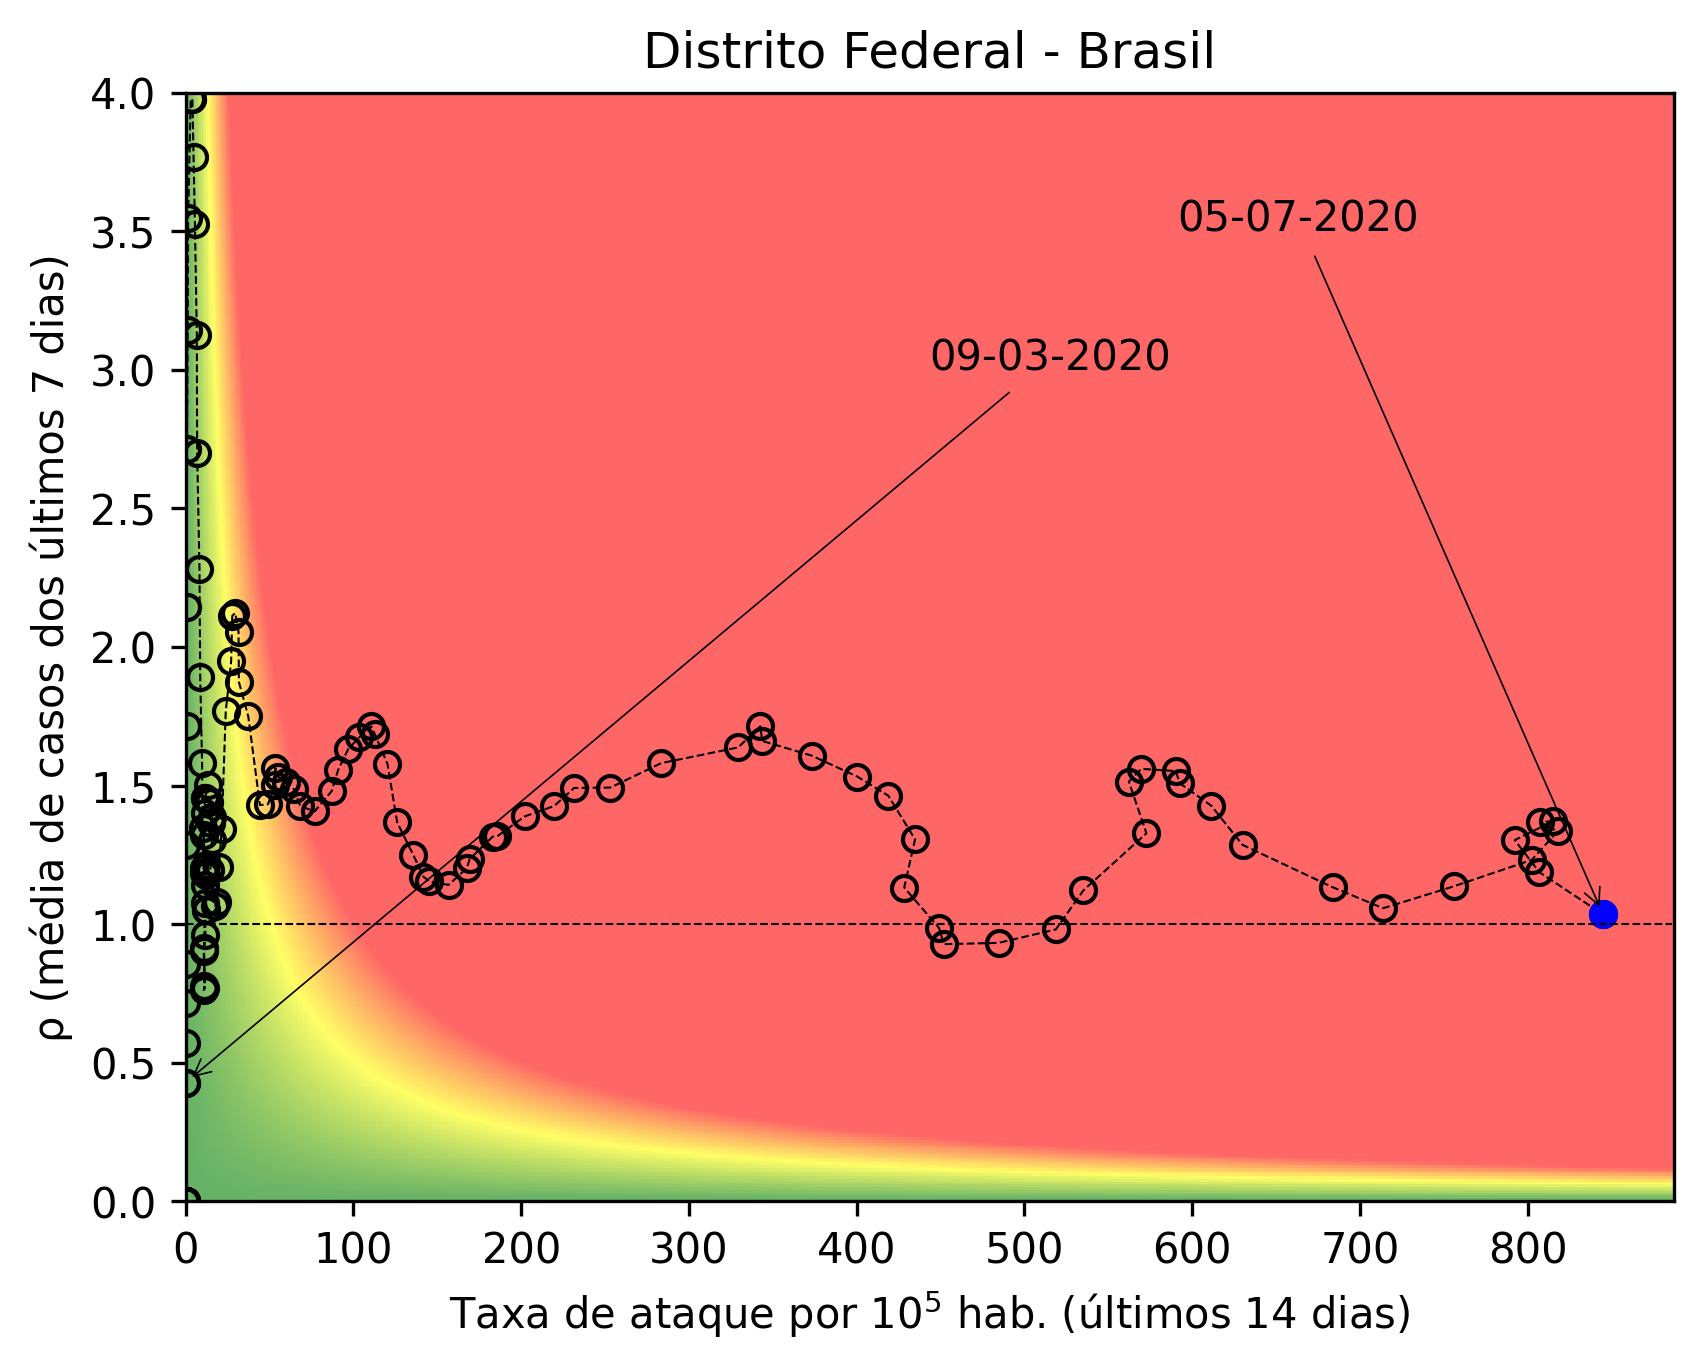 Distrito Federal - Brasil
4.0
3.5
3.0
2.5
2.0
1.5
1.0
0.5
0.0
ρ (média de casos dos últimos 7 dias)
05-07-2020
09-03-2020
0 100 200 300 400 500 600 700 800
Taxa de ataque por 10⁵ hab. (últimos 14 dias)